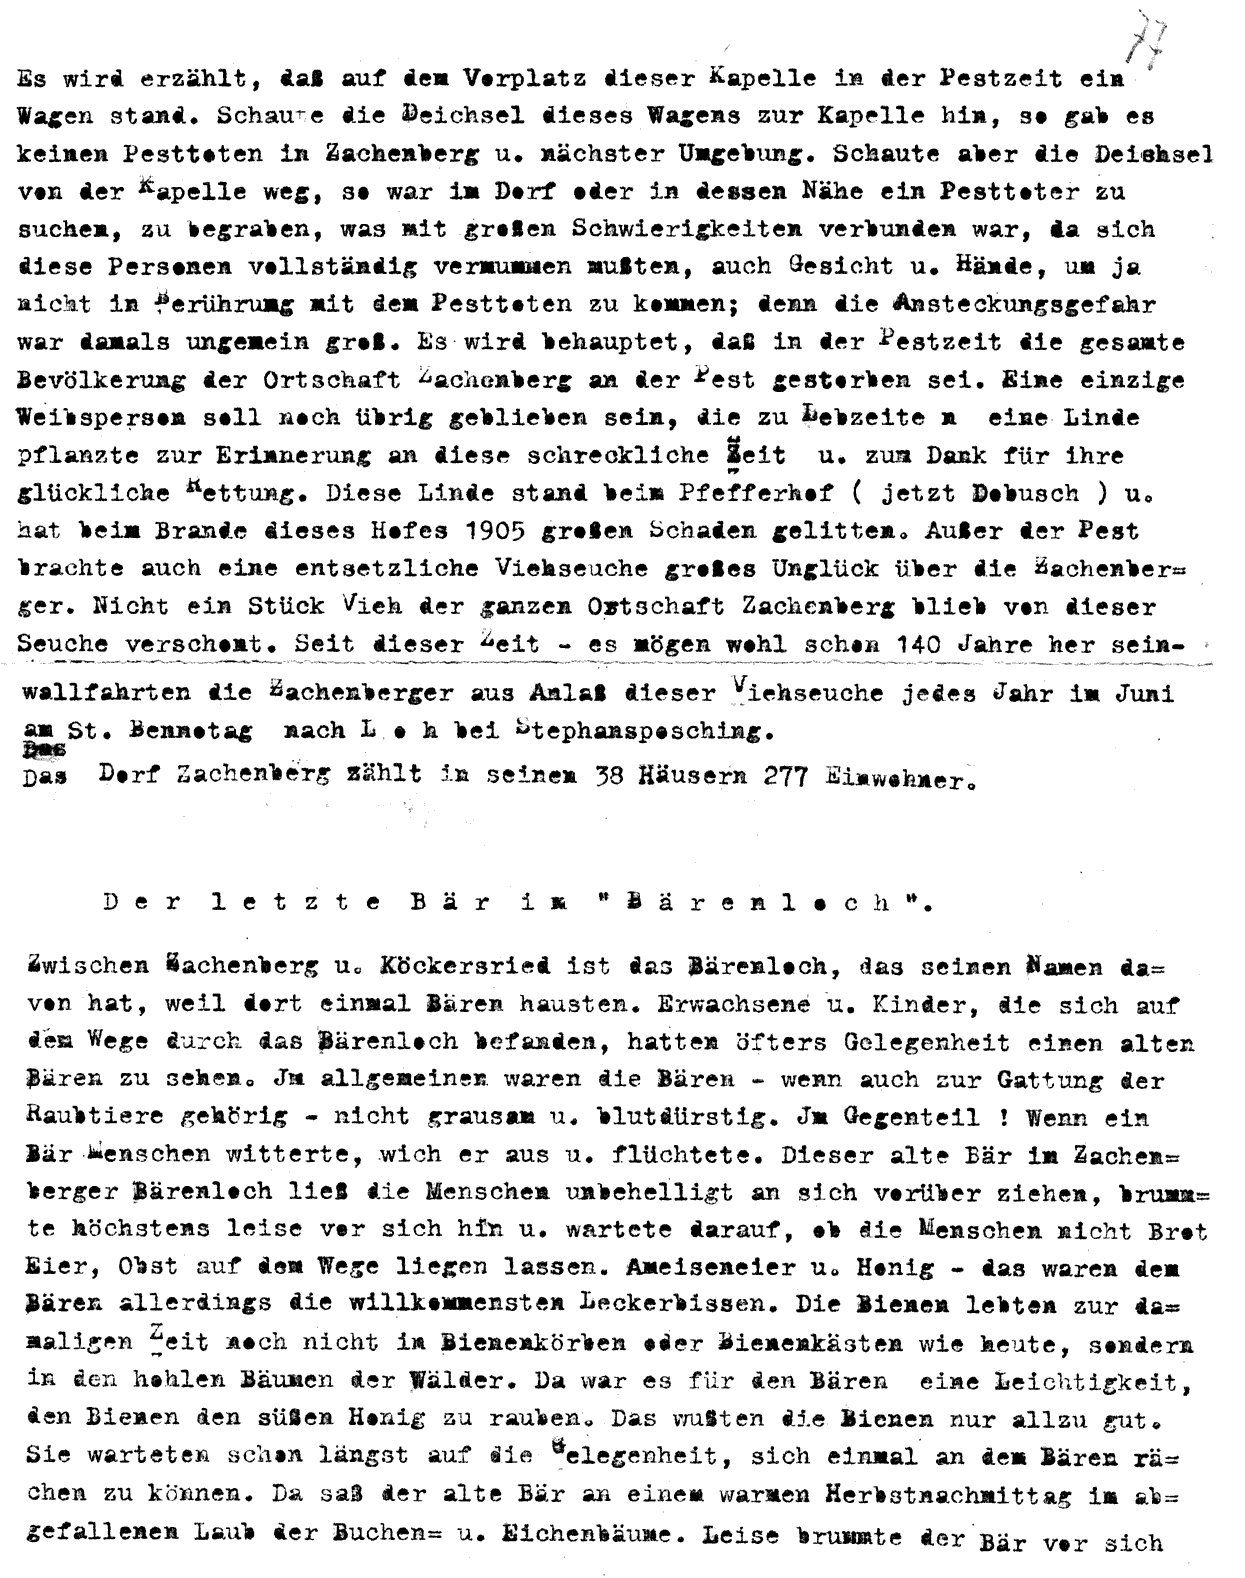 77
Es wird erzählt, daß auf dem Vorplatz dieser Kapelle in der Pestzeit ein
Wagen stand. Schaute die Deichsel dieses Wagens zur Kapelle hin, so gab es
keinen Pesttoten in Zachenberg u. nächster Umgebung. Schaute aber die Deichsel
von der Kapelle weg, so war im Dorf oder in dessen Nähe ein Pesttoter zu
suchen, zu begraben, was mit großen Schwierigkeiten verbunden war, da sich
diese Personen vollständig vermummen mußten, auch Gesicht u. Hände, um ja
nicht in Berührung mit dem Pesttoten zu kommen; denn die Ansteckungsgefahr
war damals ungemein groß. Es wird behauptet, daß in der Pestzeit die gesamte
Bevölkerung der Ortschaft Zachenberg an der Pest gestorben sei. Eine einzige
Weibsperson soll noch übrig geblieben sein, die zu Lebzeite n eine Linde
pflanzte zur Erinnerung an diese schreckliche Zeit u. zum Dank für ihre
glückliche Rettung. Diese Linde stand beim Pfefferhof ( jetzt Dobusch ) u.
hat beim Brande dieses Hofes 1905 großen Schaden gelitten. Außer der Pest
brachte auch eine entsetzliche Viehseuche großes Unglück über die Zachenber=
ger. Nicht ein Stück Vieh der ganzen Ortschaft Zachenberg blieb von dieser
Seuche verschont. Seit dieser Zeit - es mögen wohl schon 140 Jahre her sein-
wallfahrten die Zachenberger aus Anlaß dieser Viehseuche jedes Jahr im Juni
am St. Bennotag nach L o h bei Stephansposching.
Das
Das Dorf Zachenberg zählt in seinen 38 Häusern 277 Einwohner.
D e r l e t z t e B ä r i m " B ä r e n l o c h ".
Zwischen Zachenberg u. Köckersried ist das Bärenloch, das seinen Namen da=
von hat, weil dort einmal Bären hausten. Erwachsene u. Kinder, die sich auf
dem Wege durch das Bärenloch befanden, hatten öfters Gelegenheit einen alten
Bären zu sehen. Jm allgemeinen waren die Bären - wenn auch zur Gattung der
Raubtiere gehörig - nicht grausam u. blutdürstig. Jm Gegenteil ! Wenn ein
Bär Menschen witterte, wich er aus u. flüchtete. Dieser alte Bär im Zachen=
berger Bärenloch ließ die Menschen unbehelligt an sich vorüber ziehen, brumm=
te höchstens leise vor sich hin u. wartete darauf, ob die Menschen nicht Brot
Eier, Obst auf dem Wege liegen lassen. Ameiseneier u. Honig - das waren dem
Bären allerdings die willkommensten Leckerbissen. Die Bienen lebten zur da=
maligen Zeit noch nicht in Bienenkörben oder Bienenkästen wie heute, sondern
in den hohlen Bäumen der Wälder. Da war es für den Bären eine Leichtigkeit,
den Bienen den süßen Honig zu rauben. Das wußten die Bienen nur allzu gut.
Sie warteten schon längst auf die Gelegenheit, sich einmal an dem Bären rä=
chen zu können. Da saß der alte Bär an einem warmen Herbstnachmittag im ab=
gefallenen Laub der Buchen= u. Eichenbäume. Leise brummte der Bär vor sich